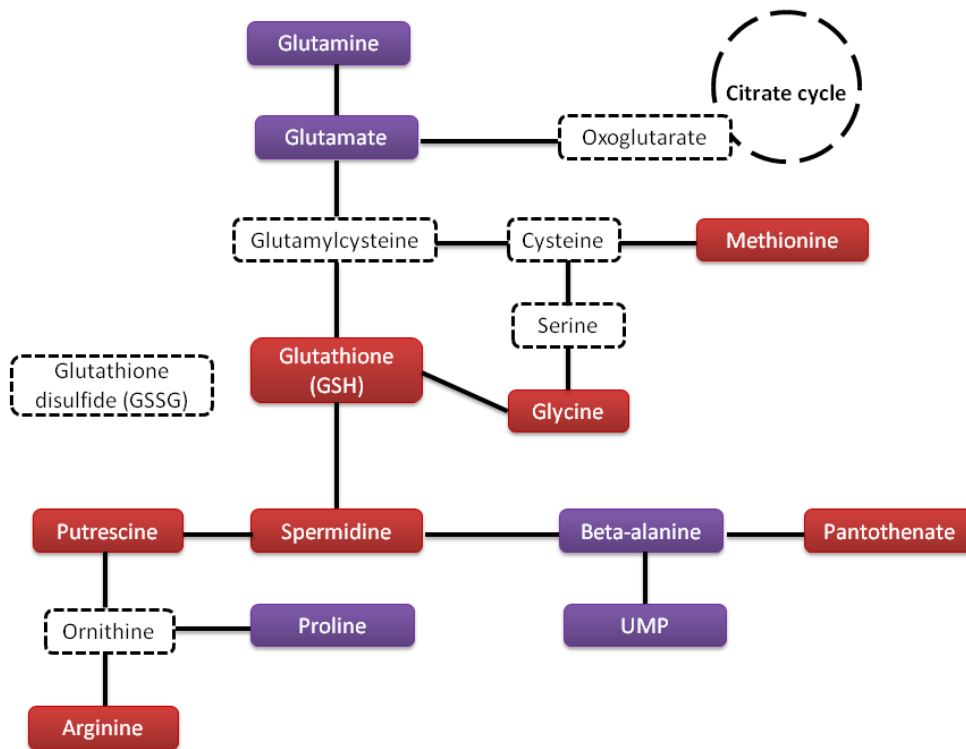 Glutamine
Citrate cycle
Glutamate
Oxoglutarate
Glutamylcysteine
Cysteine
Methionine
Serine
Glutathione
(GSH)
Glutathione
disulfide (GSSG)
Glycine
Putrescine
Spermidine
Beta-alanine
Pantothenate
Ornithine
Proline
UMP
Arginine